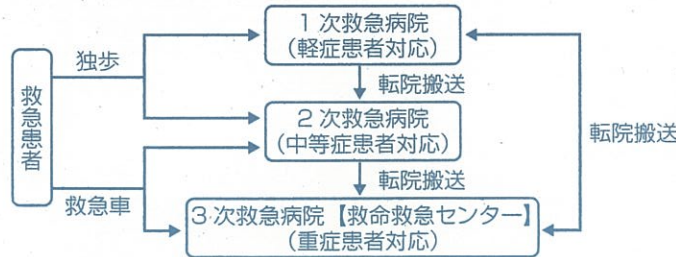 救急患者
独歩
救急車
1次救急病院
(軽症患者対応)
転院搬送
2次救急病院
(中等症患者対応)
転院搬送
3次救急病院【救命救急センター】
(重症患者対応)
転院搬送